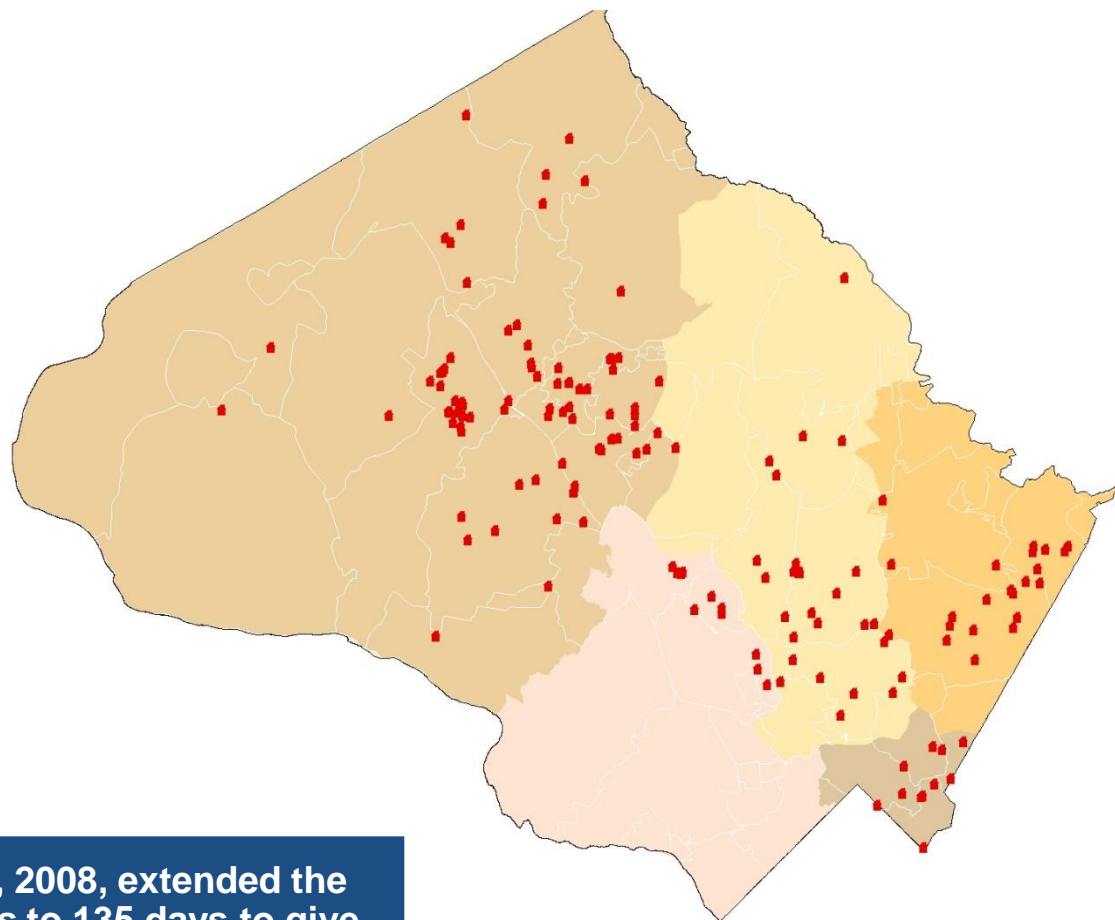 , 2008, extended the
s to 135 days to give